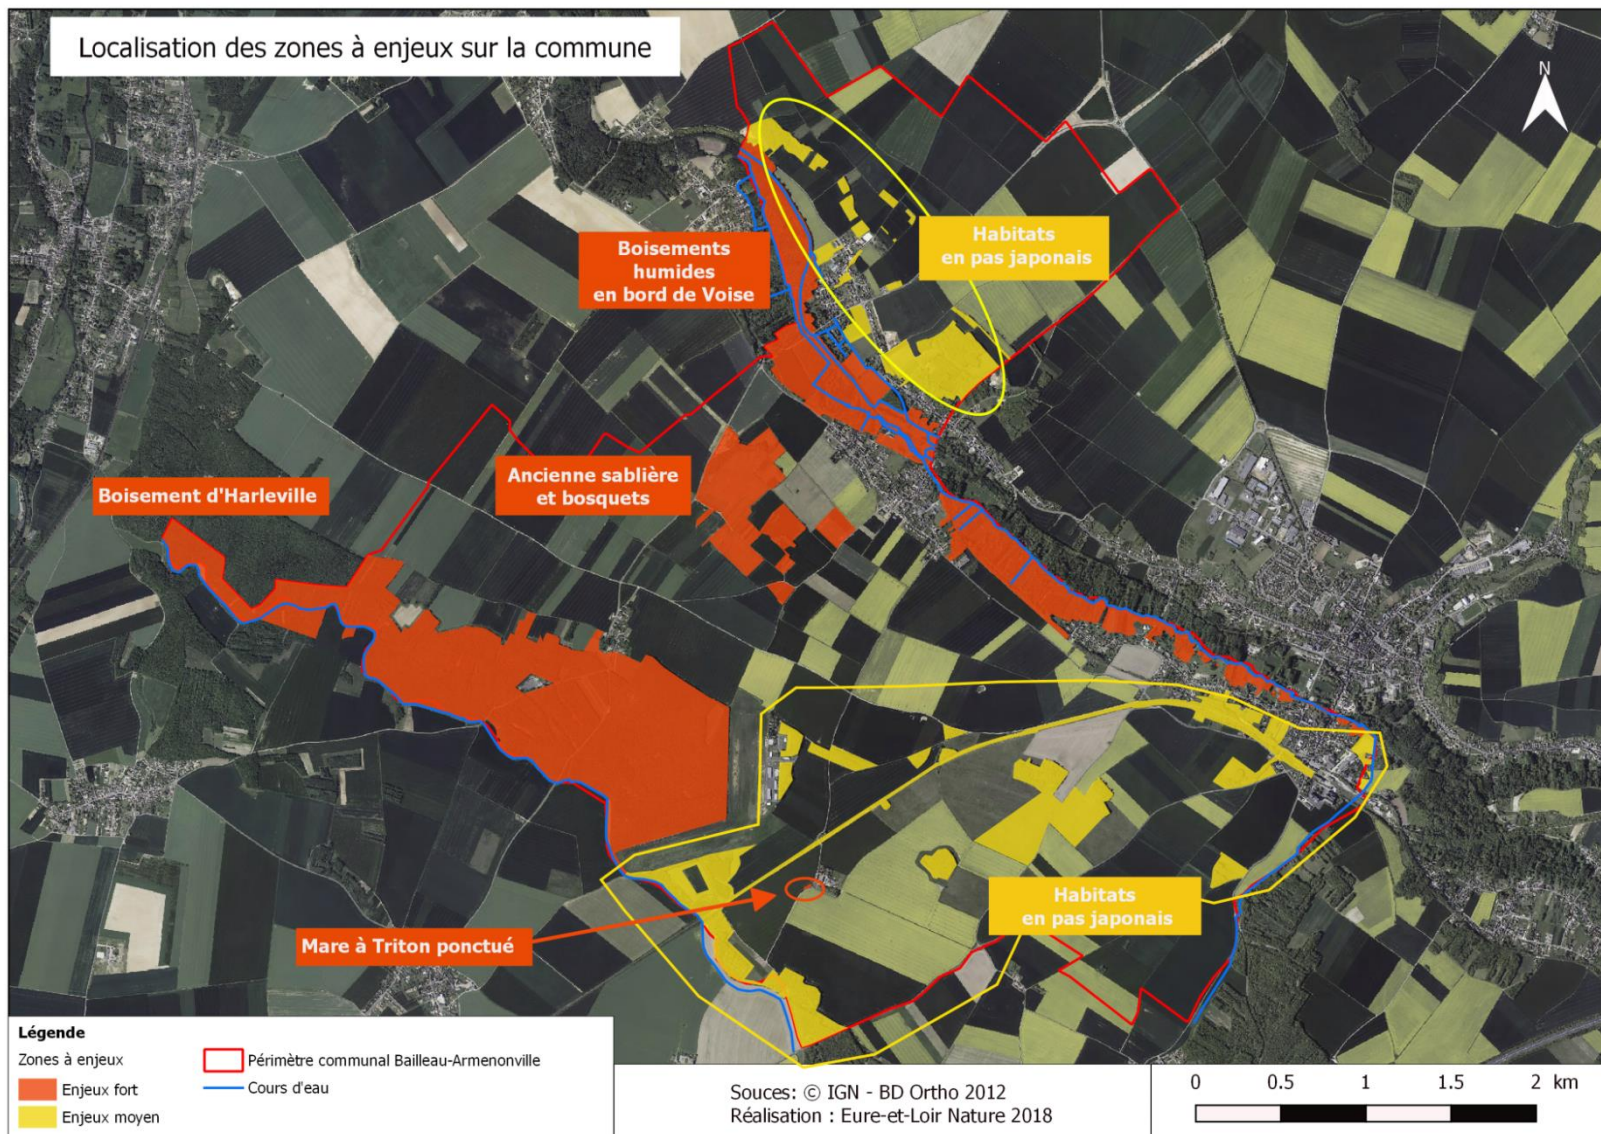 Localisation des zones à enjeux sur la commune
N
Boisements
humides
en bord de Voise
Habitats
en pas japonais
Ancienne sablière
et bosquets
Boisement d'Harleville
Habitats
en pas japonais
Mare à Triton ponctué
Légende
Zones à enjeux
Enjeux fort
Enjeux moyen
Périmètre communal Bailleau-Armenonville
Cours d'eau
Souces: © IGN - BD Ortho 2012
Réalisation : Eure-et-Loir Nature 2018
0 0.5 1 1.5 2 km